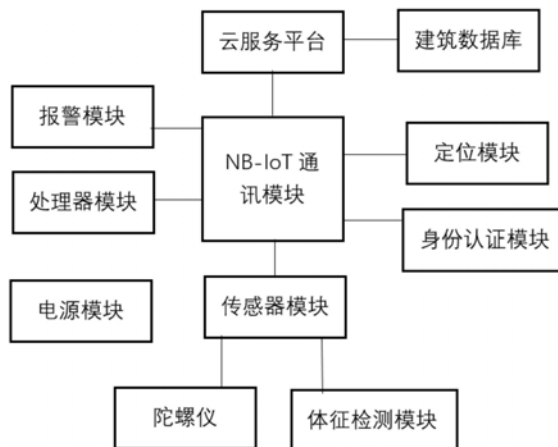 云服务平台
建筑数据库
报警模块
NB-IoT 通
讯模块
定位模块
处理器模块
身份认证模块
电源模块
传感器模块
陀螺仪
体征检测模块